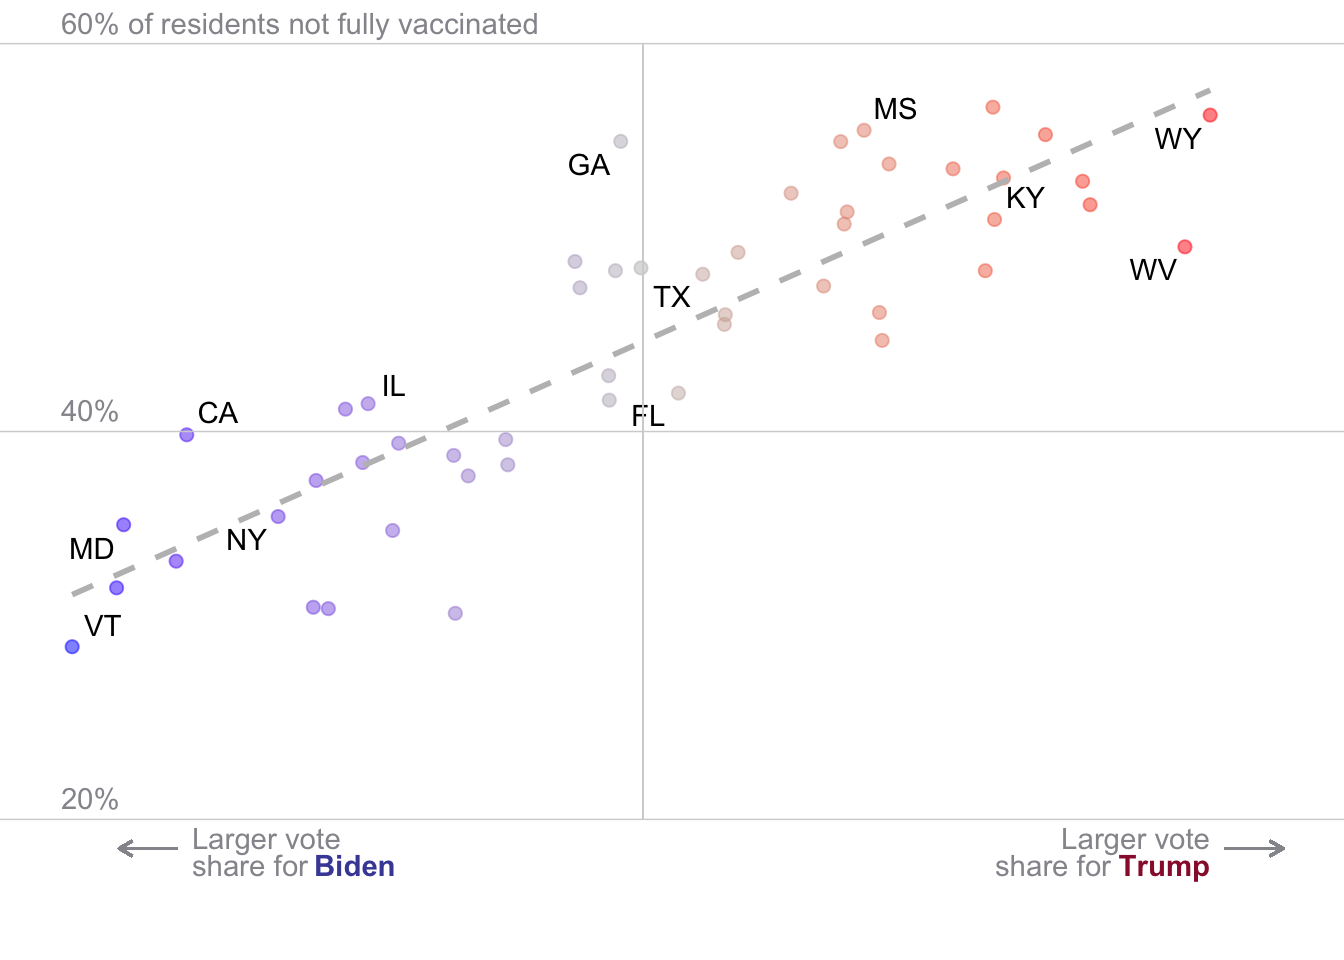 60% of residents not fully vaccinated
MS
WY
GA
KY
WV
TX
IL
CA
40%
FL
NY
MD
VT
20%
Larger vote
share for Biden
Larger vote
share for Trump